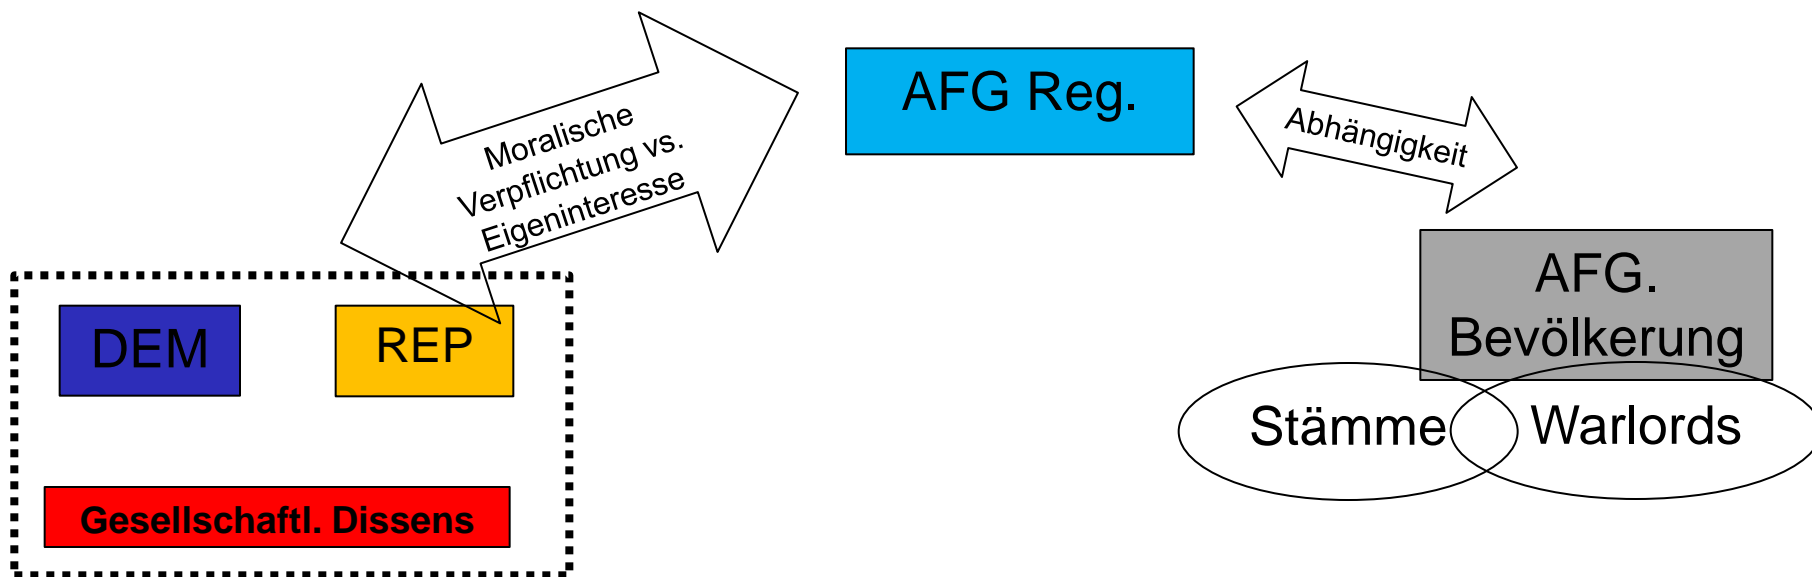 AFG Reg.
Moralische
Verpflichtung vs.
Eigeninteresse
Abhängigkeit
DEM
REP
Gesellschaftl. Dissens
AFG.
Bevölkerung
Stämme
Warlords